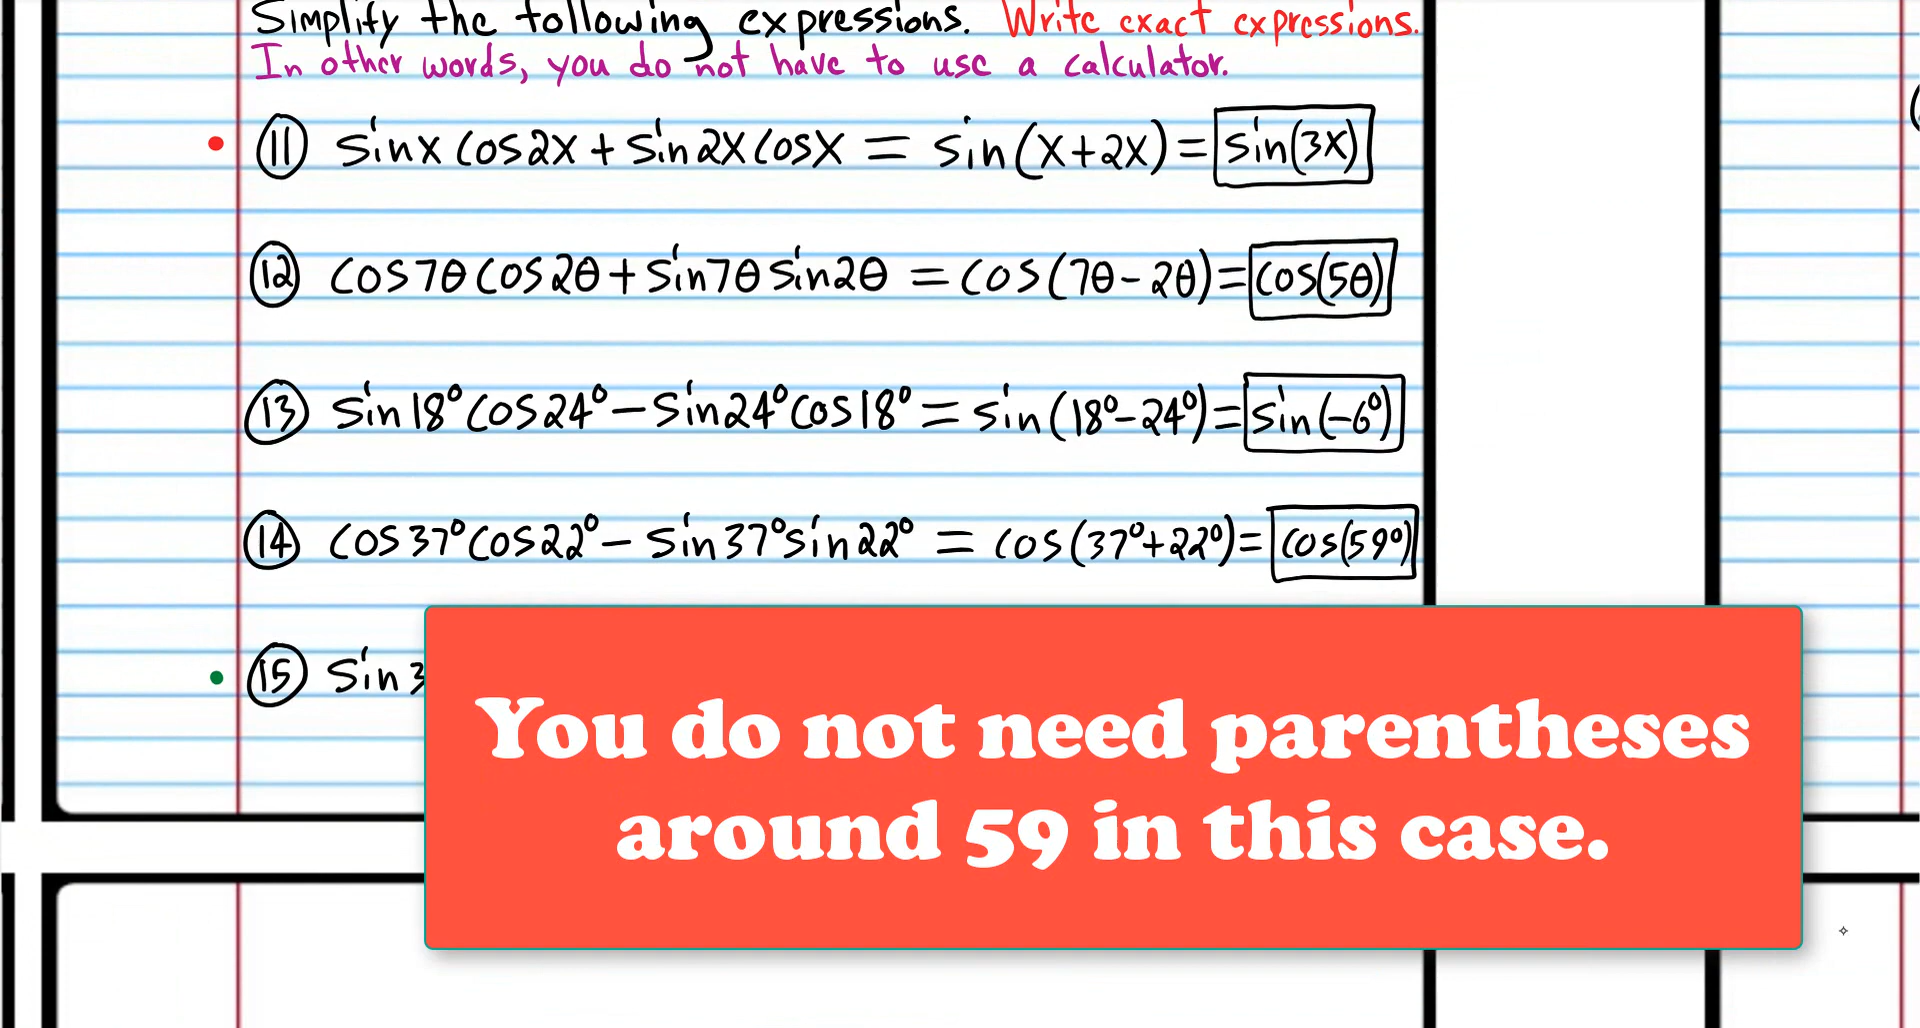 Simplify the following expressions. Write exact expressions.
In other words, you do not have to use a calculator.
⑪ sinx cos2x + sin2x cosx = sin(x+2x) = sin(3x)
⑫ cos7θ cos2θ + sin7θ sin2θ = cos(7θ-2θ) = cos(5θ)
⑬ sin18° cos24° - sin24° cos18° = sin(18°-24°) = sin(-6°)
⑭ cos37° cos22° - sin37° sin22° = cos(37°+22°) = cos(59°)
⑮ sin3
You do not need parentheses
around 59 in this case.